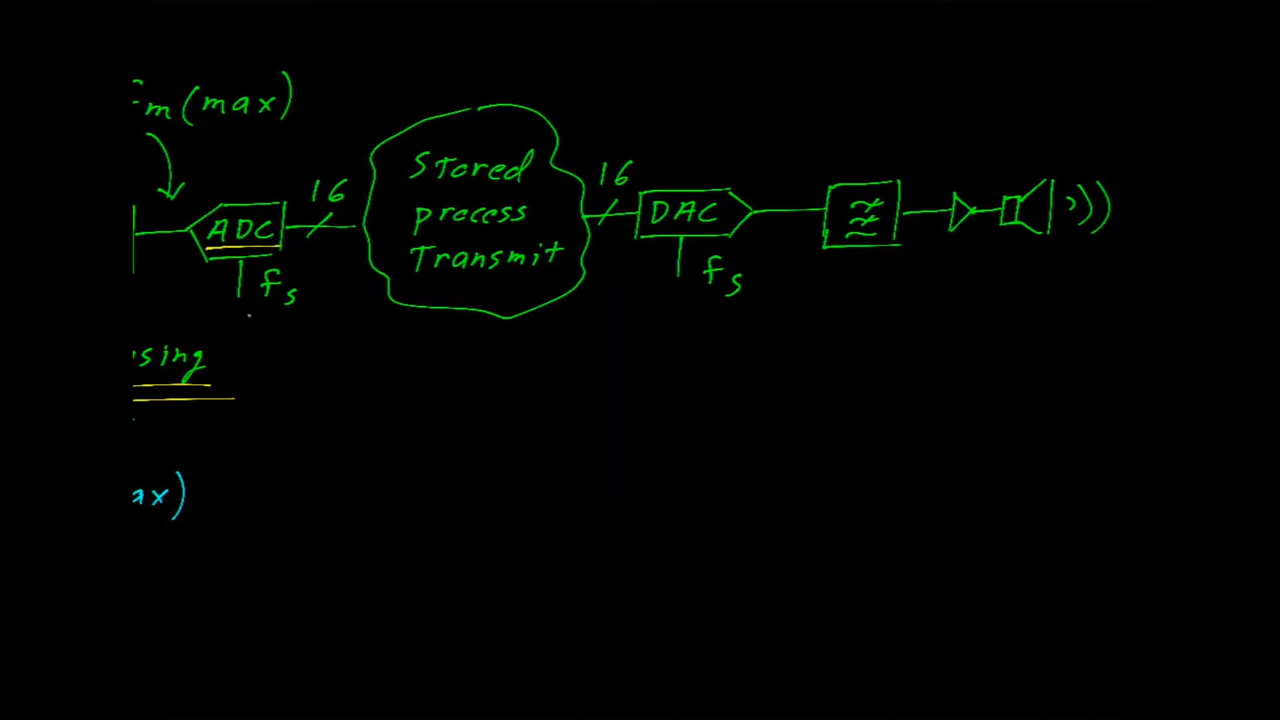 m(max)
16
16
Stored
process
Transmit
ADC
DAC
fs
fs
sing
ax)